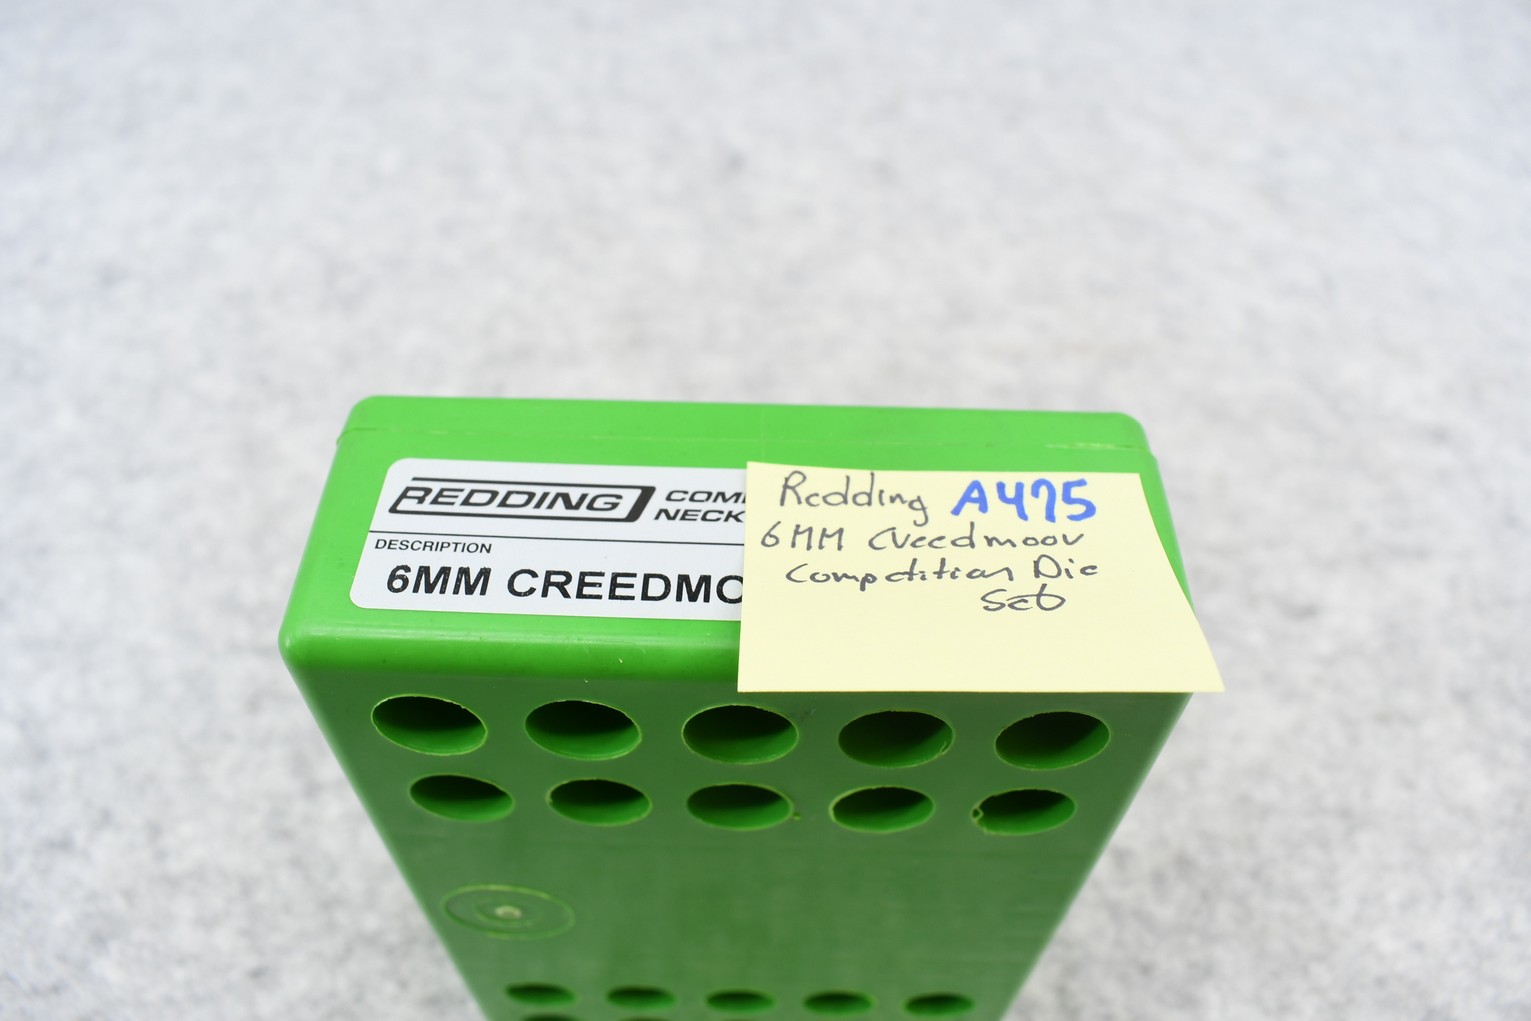 REDDING COM
NECK
DESCRIPTION
6MM CREEDMO
Redding A475
6MM Creedmoor
Competition Die
Set